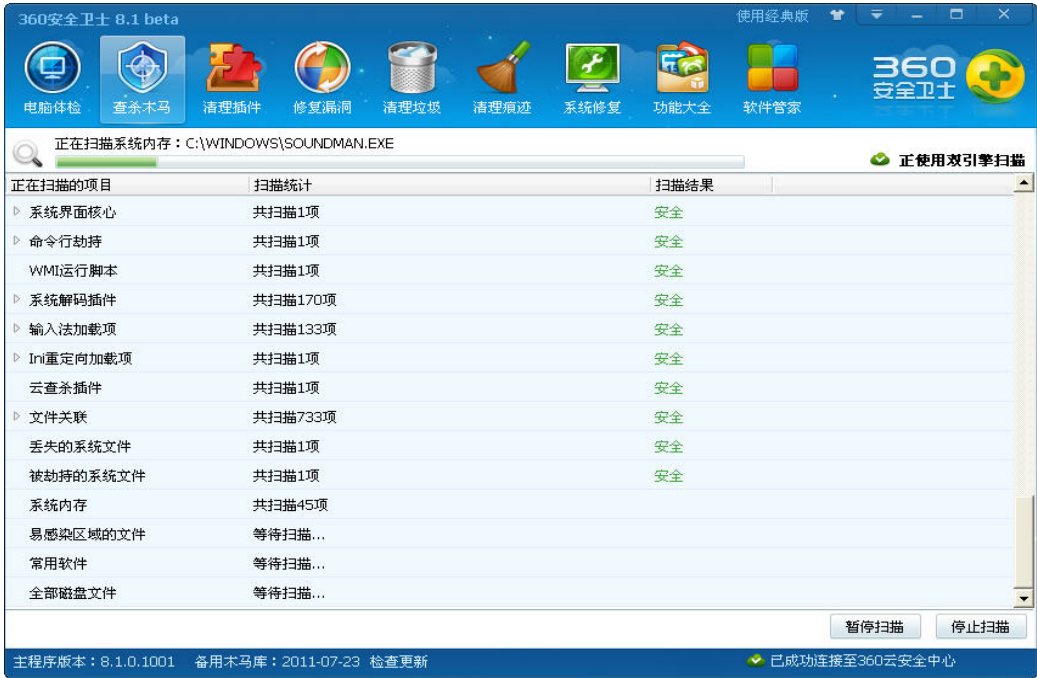 360安全卫士 8.1 beta
使用经典版
电脑体检 查杀木马 清理插件 修复漏洞 清理垃圾 清理痕迹 系统修复 功能大全 软件管家
360
安全卫士
正在扫描系统内存：C:\WINDOWS\SOUNDMAN.EXE
正使用双引擎扫描
正在扫描的项目 扫描统计 扫描结果
系统界面核心 共扫描1项 安全
命令行劫持 共扫描1项 安全
WMI运行脚本 共扫描1项 安全
系统解码插件 共扫描170项 安全
输入法加载项 共扫描133项 安全
Ini重定向加载项 共扫描1项 安全
云查杀插件 共扫描1项 安全
文件关联 共扫描733项 安全
丢失的系统文件 共扫描1项 安全
被劫持的系统文件 共扫描1项 安全
系统内存 共扫描45项
易感染区域的文件 等待扫描...
常用软件 等待扫描...
全部磁盘文件 等待扫描...
暂停扫描 停止扫描
主程序版本：8.1.0.1001 备用木马库：2011-07-23 检查更新 已成功连接至360云安全中心